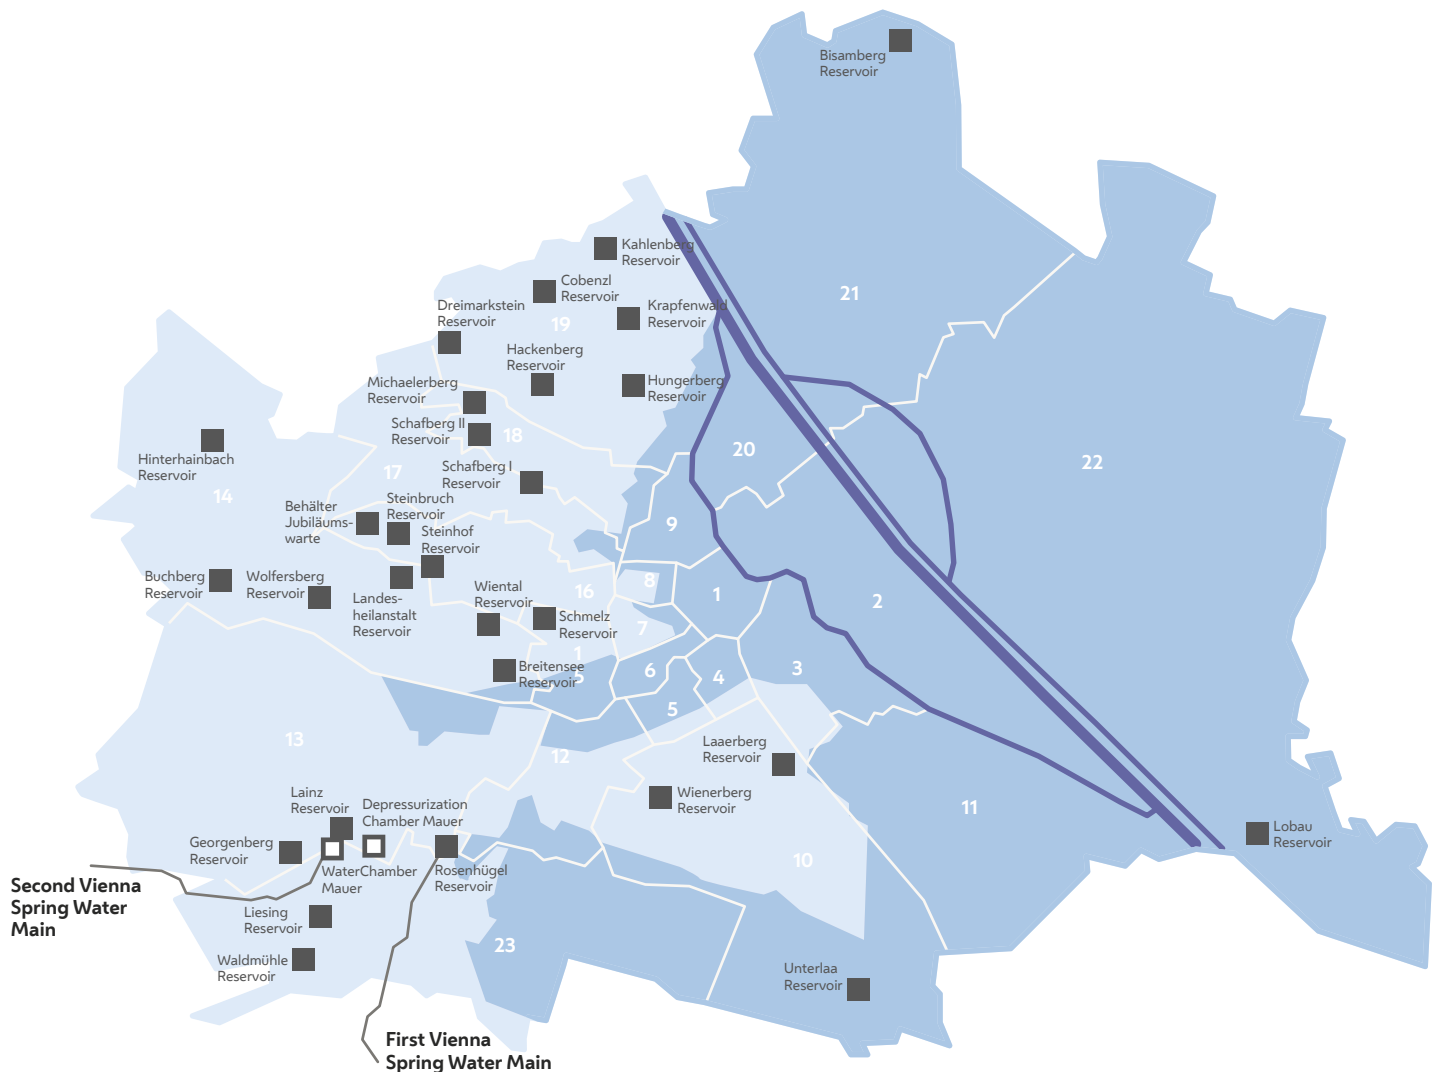 Bisamberg
Reservoir
Kahlenberg
Reservoir
Cobenzl
Reservoir
21
Dreimarkstein
Reservoir
Krapfenwald
Reservoir
19
Hackenberg
Reservoir
Michaelerberg
Reservoir
Hungerberg
Reservoir
Schafberg II
Reservoir
18
20
22
Hinterhainbach
Reservoir
17
Schafberg I
Reservoir
14
Steinbruch
Reservoir
Behälter
Jubiläums-
warte
Steinhof
Reservoir
9
Buchberg
Reservoir
Wolfersberg
Reservoir
Landes-
heilanstalt
Reservoir
Wiental
Reservoir
16
8
1
2
Schmelz
Reservoir
7
1
5
Breitensee
Reservoir
6
4
3
5
13
12
Laaerberg
Reservoir
Wienerberg
Reservoir
11
Lainz
Reservoir
Depressurization
Chamber Mauer
Lobau
Reservoir
Georgenberg
Reservoir
WaterChamber
Mauer
Rosenhügel
Reservoir
10
Second Vienna
Spring Water
Main
Liesing
Reservoir
23
Waldmühle
Reservoir
Unterlaa
Reservoir
First Vienna
Spring Water Main